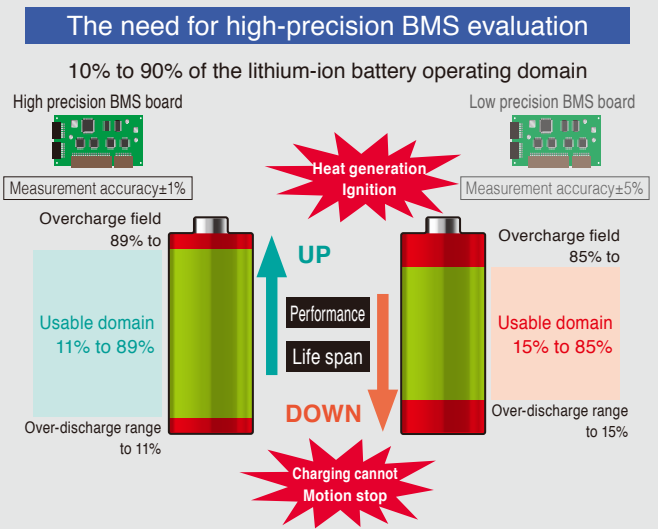 The need for high-precision BMS evaluation
10% to 90% of the lithium-ion battery operating domain
High precision BMS board
Measurement accuracy±1%
Overcharge field
89% to
Usable domain
11% to 89%
Over-discharge range
to 11%
Heat generation
Ignition
UP
Performance
Life span
DOWN
Charging cannot
Motion stop
Low precision BMS board
Measurement accuracy±5%
Overcharge field
85% to
Usable domain
15% to 85%
Over-discharge range
to 15%